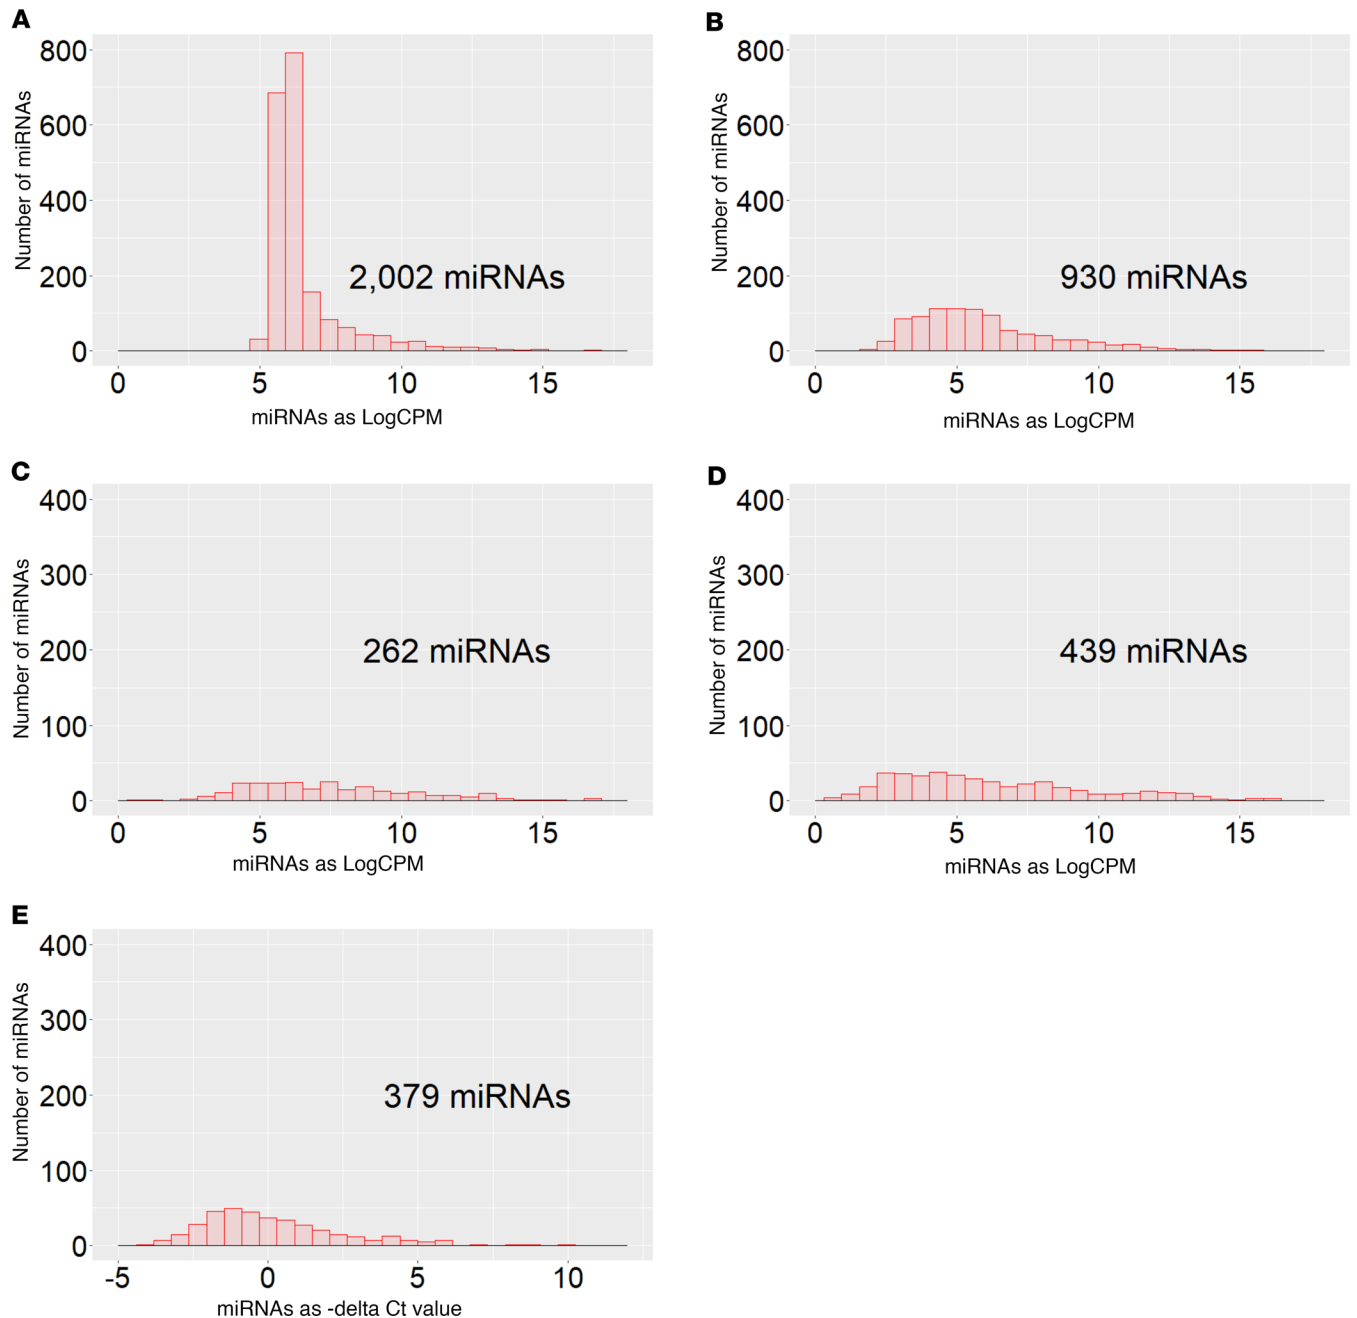 A
Number of miRNAs
800
600
400
200
0
2,002 miRNAs
0 5 10 15
miRNAs as LogCPM
B
Number of miRNAs
800
600
400
200
0
930 miRNAs
0 5 10 15
miRNAs as LogCPM
C
Number of miRNAs
400
300
200
100
0
262 miRNAs
0 5 10 15
miRNAs as LogCPM
D
Number of miRNAs
400
300
200
100
0
439 miRNAs
0 5 10 15
miRNAs as LogCPM
E
Number of miRNAs
400
300
200
100
0
379 miRNAs
-5 0 5 10
miRNAs as -delta Ct value